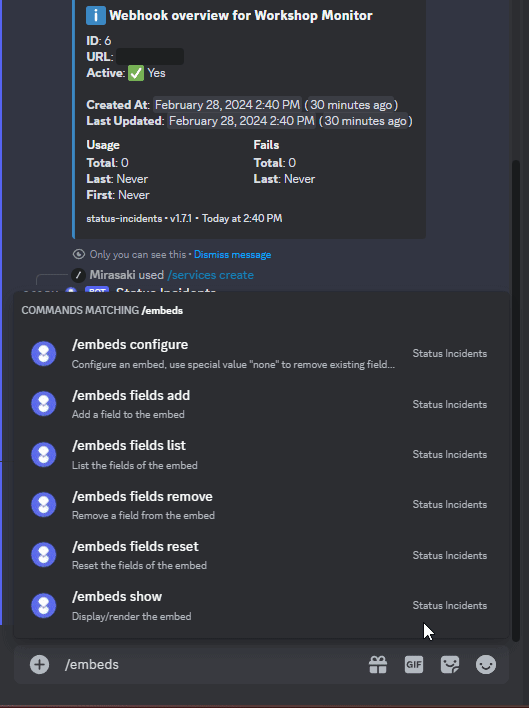 Webhook overview for Workshop Monitor
ID: 6
URL:
Active: Yes
Created At: February 28, 2024 2:40 PM (30 minutes ago)
Last Updated: February 28, 2024 2:40 PM (30 minutes ago)
Usage Fails
Total: 0 Total: 0
Last: Never Last: Never
First: Never
status-incidents • v1.7.1 • Today at 2:40 PM
Only you can see this • Dismiss message
Mirasaki used /services create
BOT Status Incidents
COMMANDS MATCHING /embeds
/embeds configure
Configure an embed, use special value "none" to remove existing field...
Status Incidents
/embeds fields add
Add a field to the embed
Status Incidents
/embeds fields list
List the fields of the embed
Status Incidents
/embeds fields remove
Remove a field from the embed
Status Incidents
/embeds fields reset
Reset the fields of the embed
Status Incidents
/embeds show
Display/render the embed
Status Incidents
/embeds
GIF